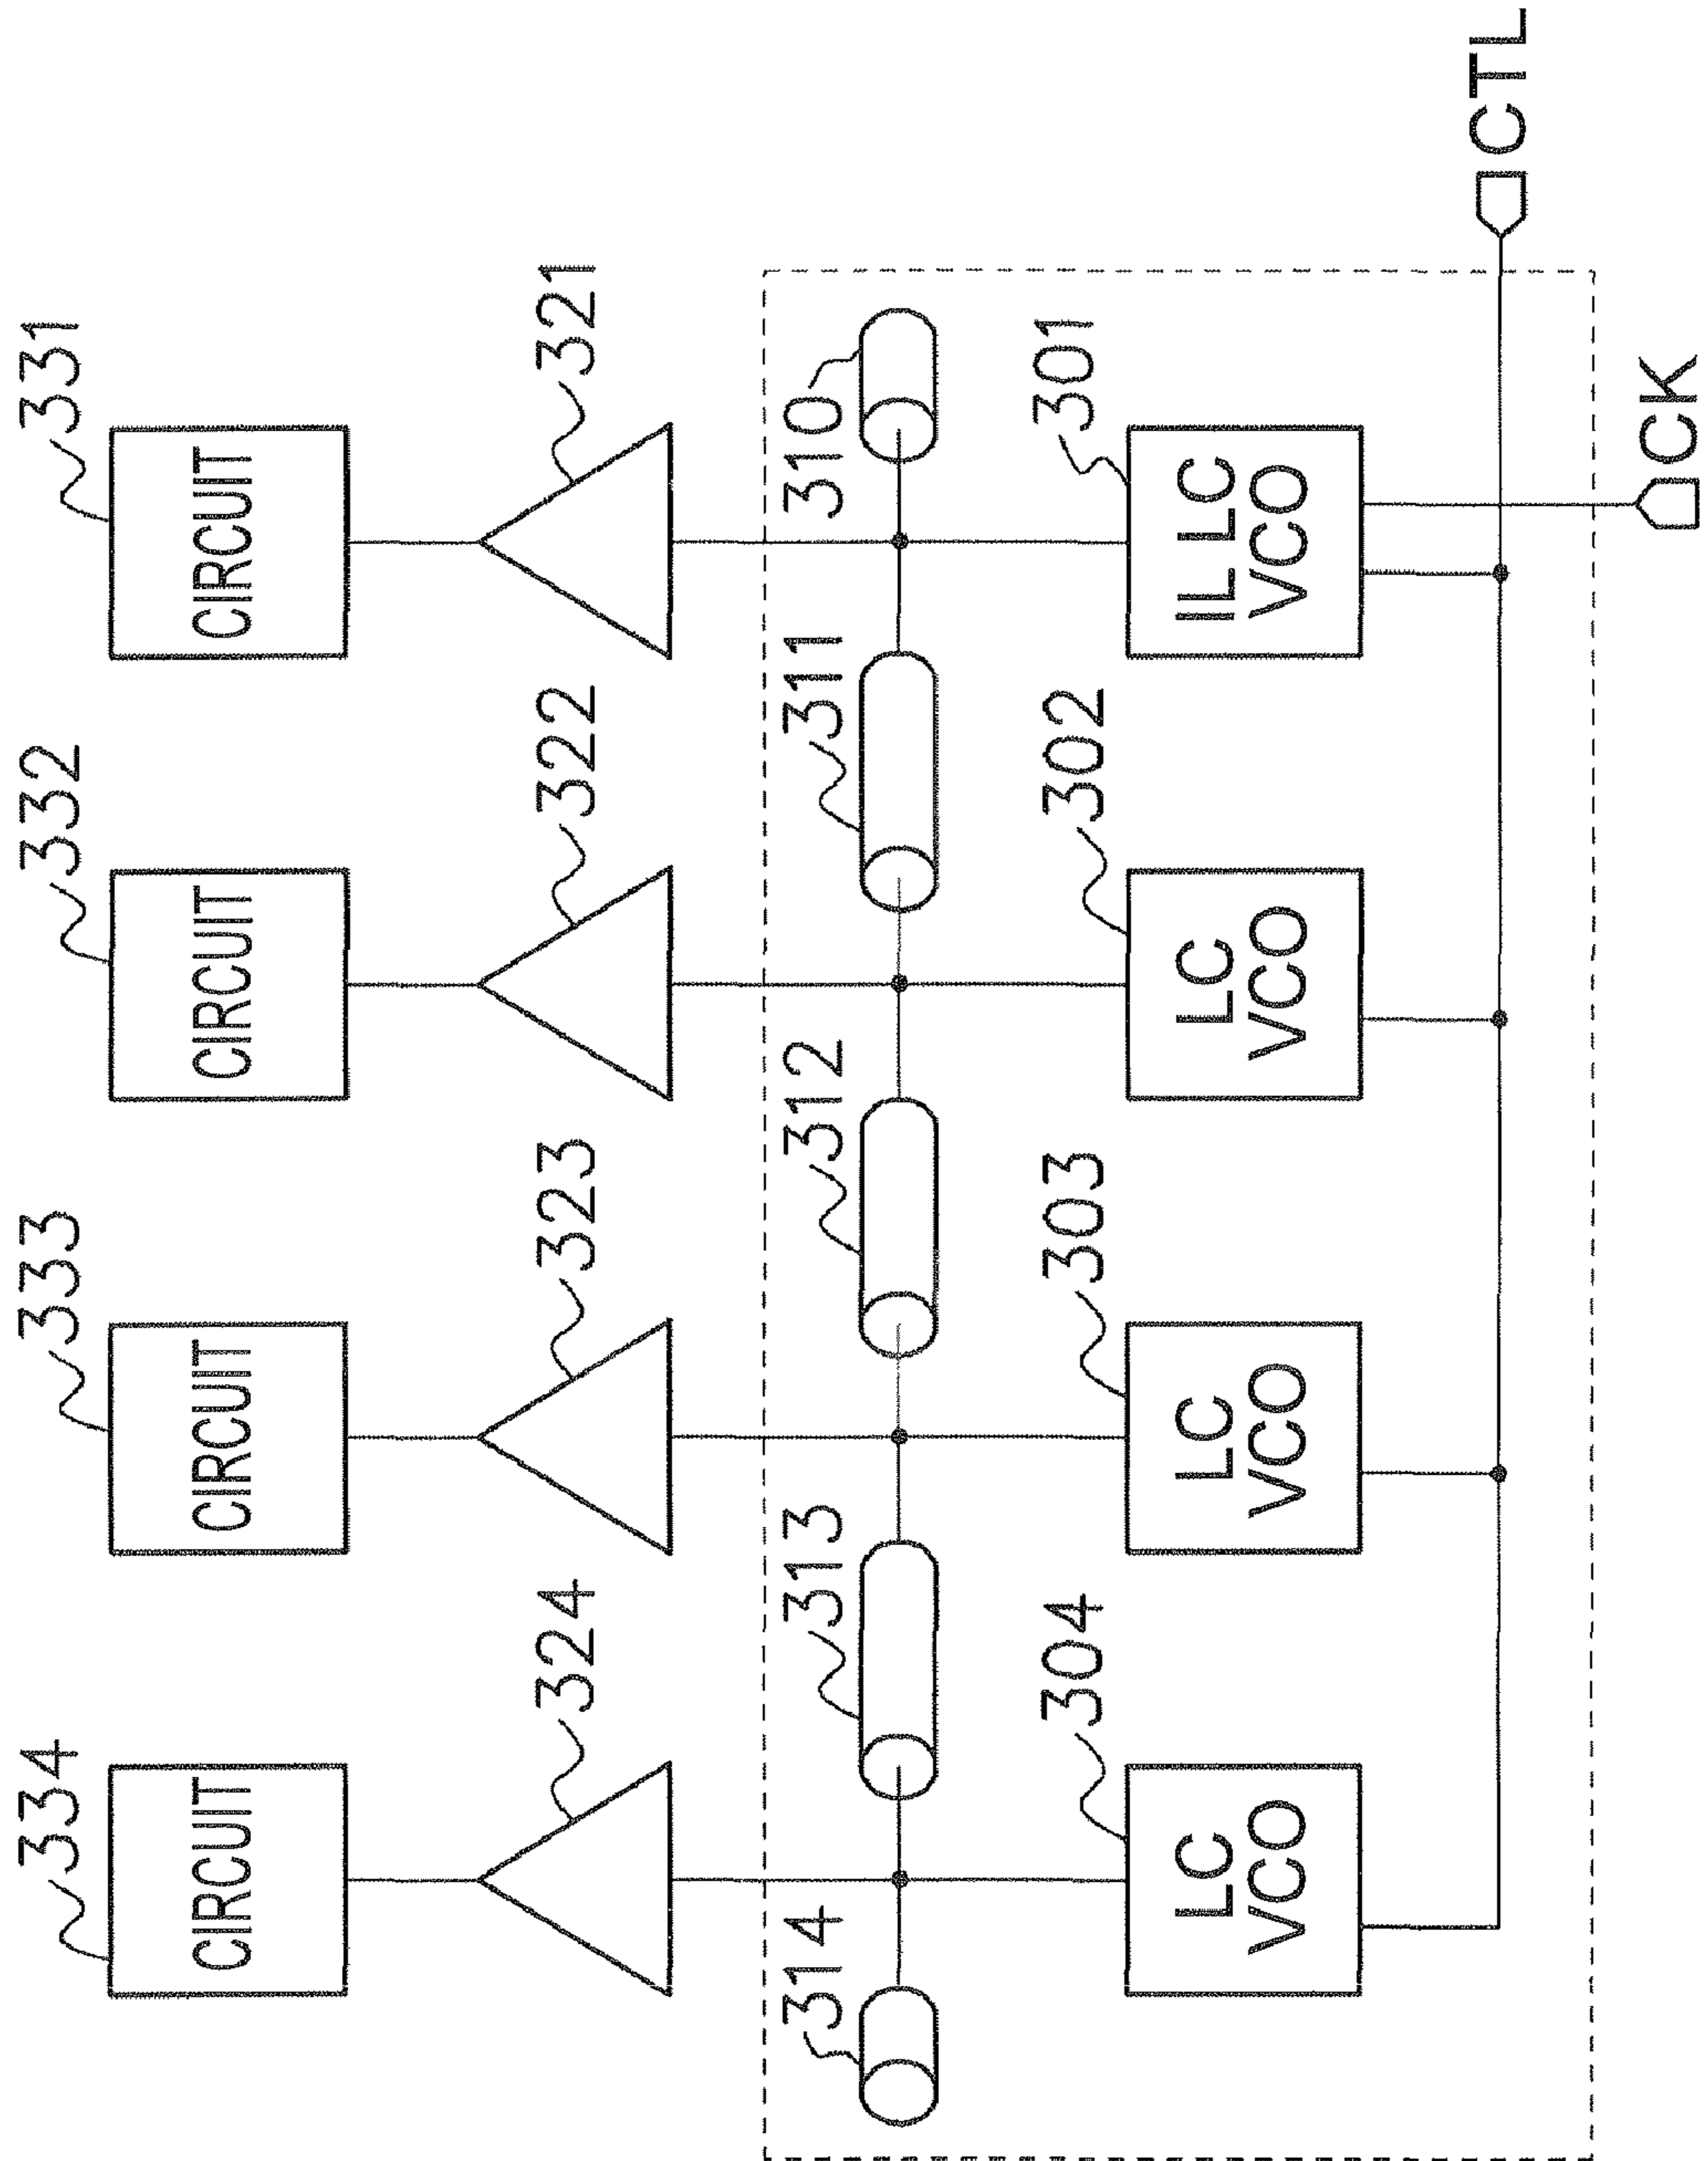 334
333
332
331
CIRCUIT
CIRCUIT
CIRCUIT
CIRCUIT
324
323
322
321
314
313
312
311
310
304
303
302
301
LC
VCO
LC
VCO
LC
VCO
IL LC
VCO
CTL
CK